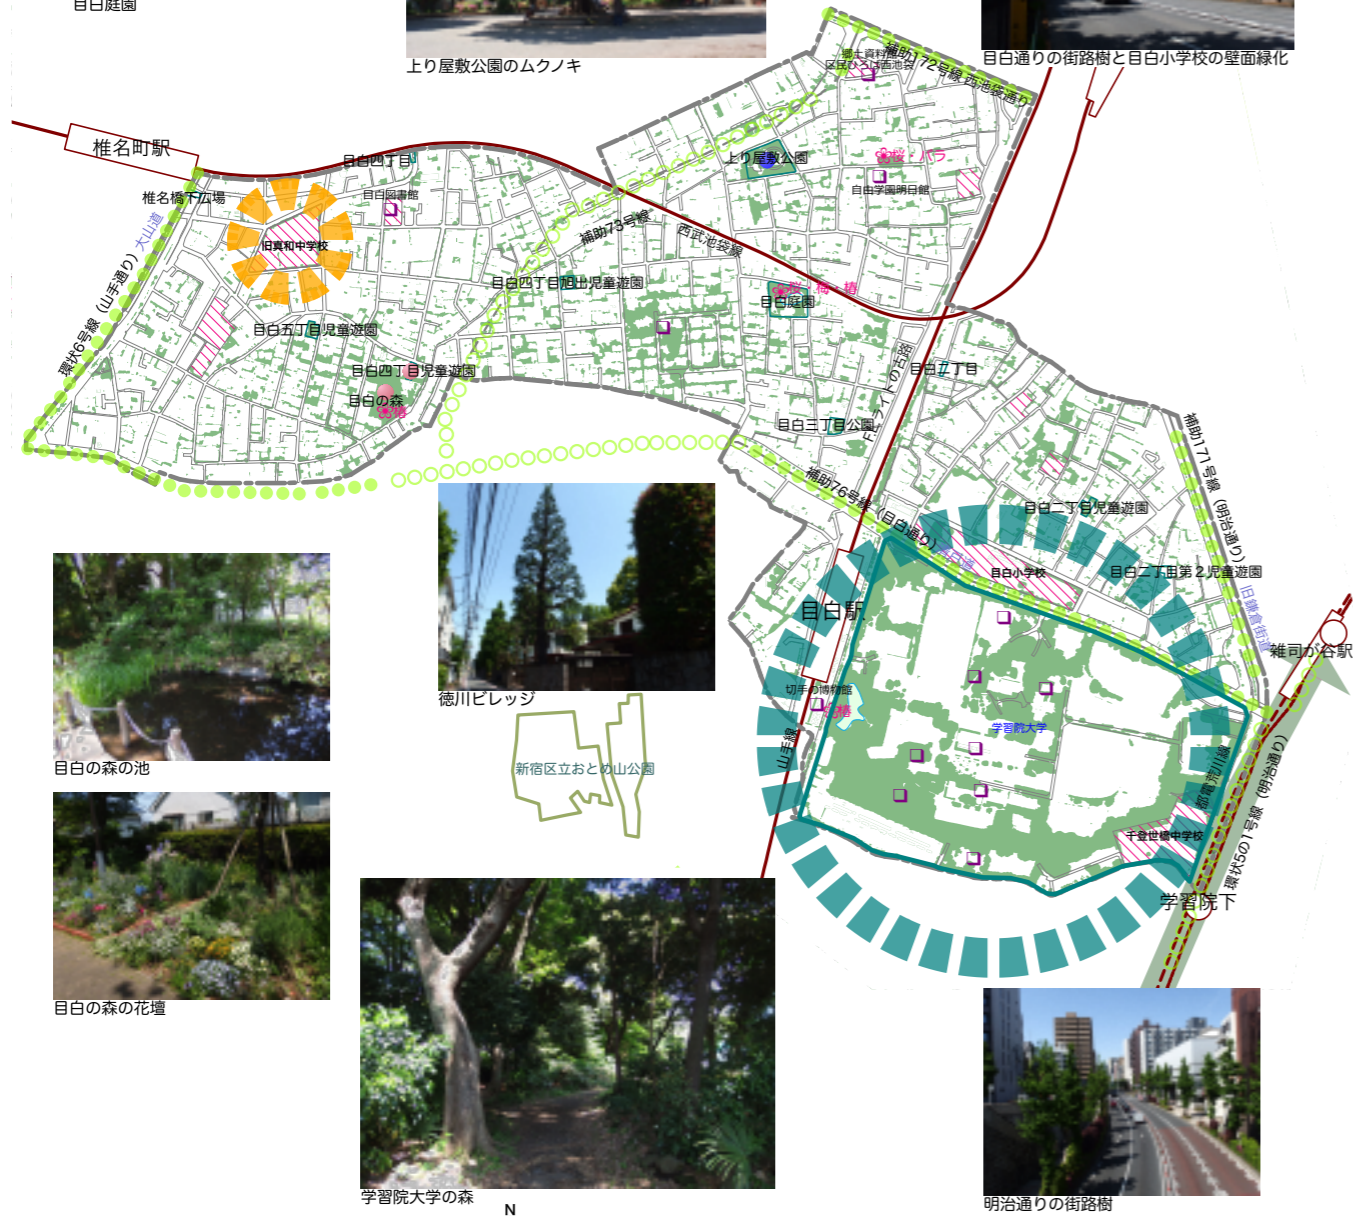 目白庭園
上り屋敷公園のムクノキ
目白通りの街路樹と目白小学校の壁面緑化
郷土資料館
区民ひろば西池袋
補助172号線 西池袋通り
椎名町駅
目白四丁目
上り屋敷公園
桜・バラ
自由学園明日館
椎名橋下広場
目白図書館
大山道
環状6号線（山手通り）
旧真和中学校
補助73号線
西武池袋線
目白四丁目旭出児童遊園
桜・梅・椿
目白庭園
目白五丁目児童遊園
目白四丁目児童遊園
目白の森
椿
目白二丁目
目白三丁目公園
F.L.ライトの古路
補助171号線（明治通り）
補助76号線（目白通り）
目白二丁目児童遊園
目白小学校
目白二丁目第２児童遊園
旧鎌倉街道
目白駅
雑司が谷駅
切手の博物館
椿
学習院大学
山手線
都電荒川線
環状5の1号線（明治通り）
千登世橋中学校
学習院下
徳川ビレッジ
新宿区立おとめ山公園
目白の森の池
目白の森の花壇
学習院大学の森
明治通りの街路樹
N